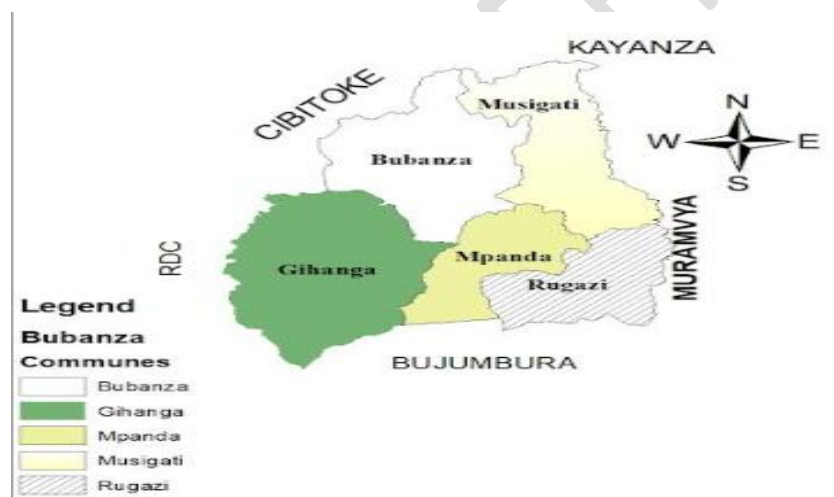 KAYANZA
CIBITOKE
Musigati
N
W E
S
Bubanza
MURAMVYA
RDC
Mpanda
Gihanga
Rugazi
Legend
Bubanza
Communes
BUJUMBURA
Bubanza
Gihanga
Mpanda
Musigati
Rugazi